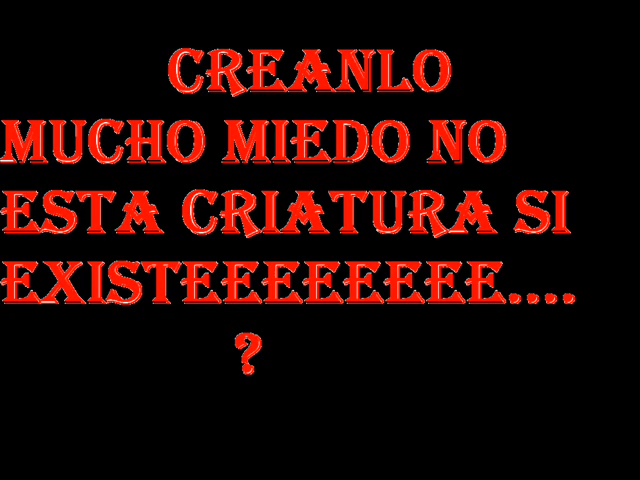 CREANLO
MUCHO MIEDO NO
ESTA CRIATURA SI
EXISTEEEEEEEEE....
?